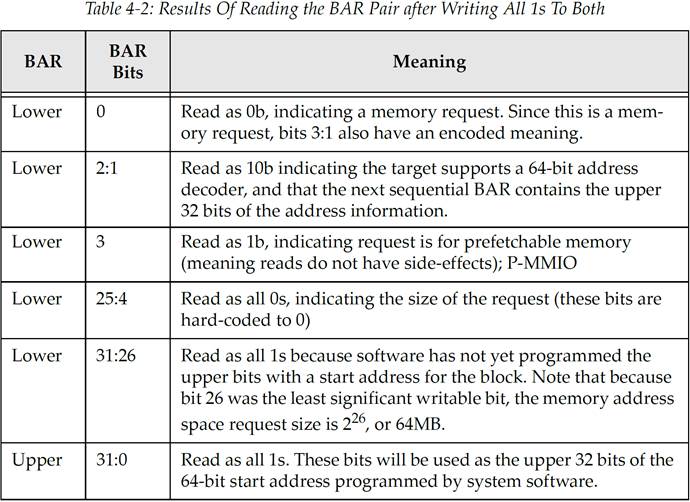 Table 4-2: Results Of Reading the BAR Pair after Writing All 1s To Both
BAR
BAR
Bits
Meaning
Lower
0
Read as 0b, indicating a memory request. Since this is a mem-
ory request, bits 3:1 also have an encoded meaning.
Lower
2:1
Read as 10b indicating the target supports a 64-bit address
decoder, and that the next sequential BAR contains the upper
32 bits of the address information.
Lower
3
Read as 1b, indicating request is for prefetchable memory
(meaning reads do not have side-effects); P-MMIO
Lower
25:4
Read as all 0s, indicating the size of the request (these bits are
hard-coded to 0)
Lower
31:26
Read as all 1s because software has not yet programmed the
upper bits with a start address for the block. Note that because
bit 26 was the least significant writable bit, the memory address
space request size is 2²⁶, or 64MB.
Upper
31:0
Read as all 1s. These bits will be used as the upper 32 bits of the
64-bit start address programmed by system software.